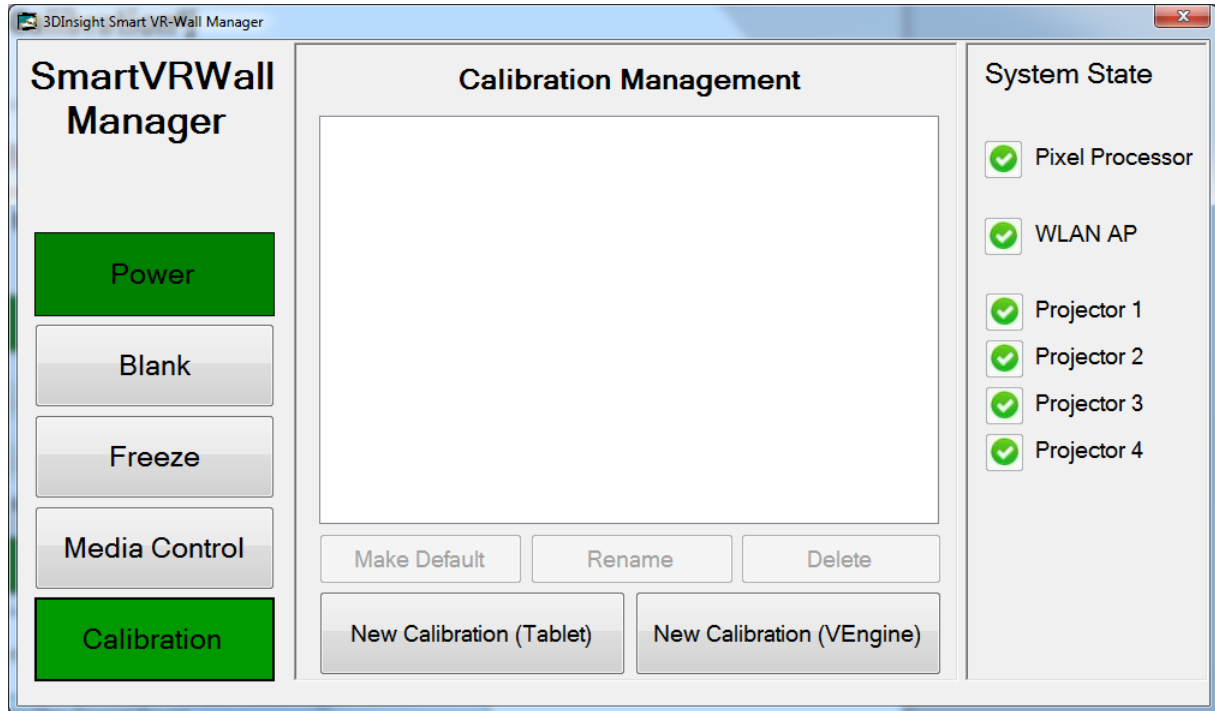 3DInsight Smart VR-Wall Manager
SmartVRWall
Manager
Power
Blank
Freeze
Media Control
Calibration
Calibration Management
Make Default
Rename
Delete
New Calibration (Tablet)
New Calibration (VEngine)
System State
Pixel Processor
WLAN AP
Projector 1
Projector 2
Projector 3
Projector 4